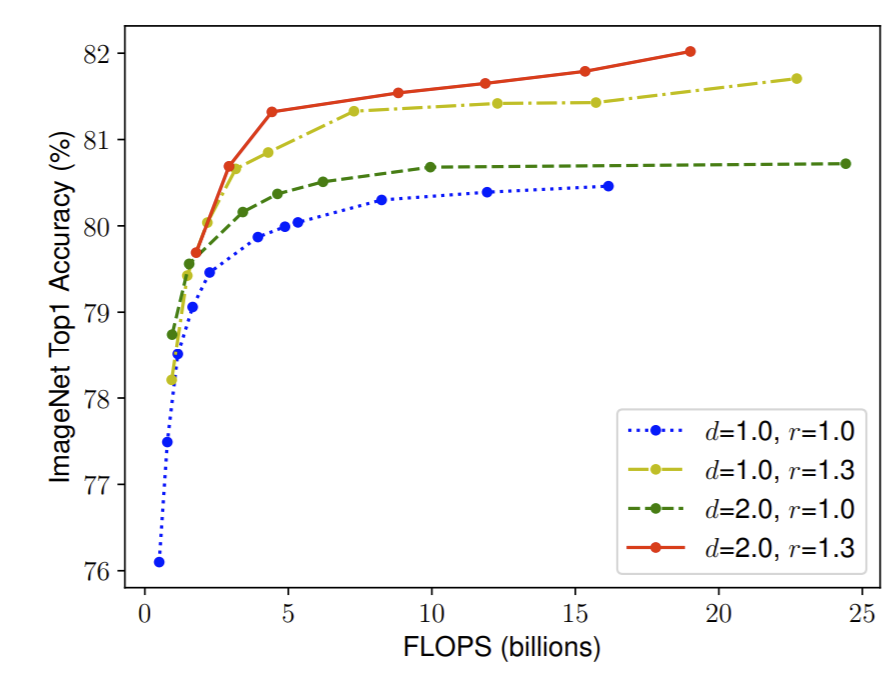 82
81
80
79
78
77
76
ImageNet Top1 Accuracy (%)
d=1.0, r=1.0
d=1.0, r=1.3
d=2.0, r=1.0
d=2.0, r=1.3
0 5 10 15 20 25
FLOPS (billions)